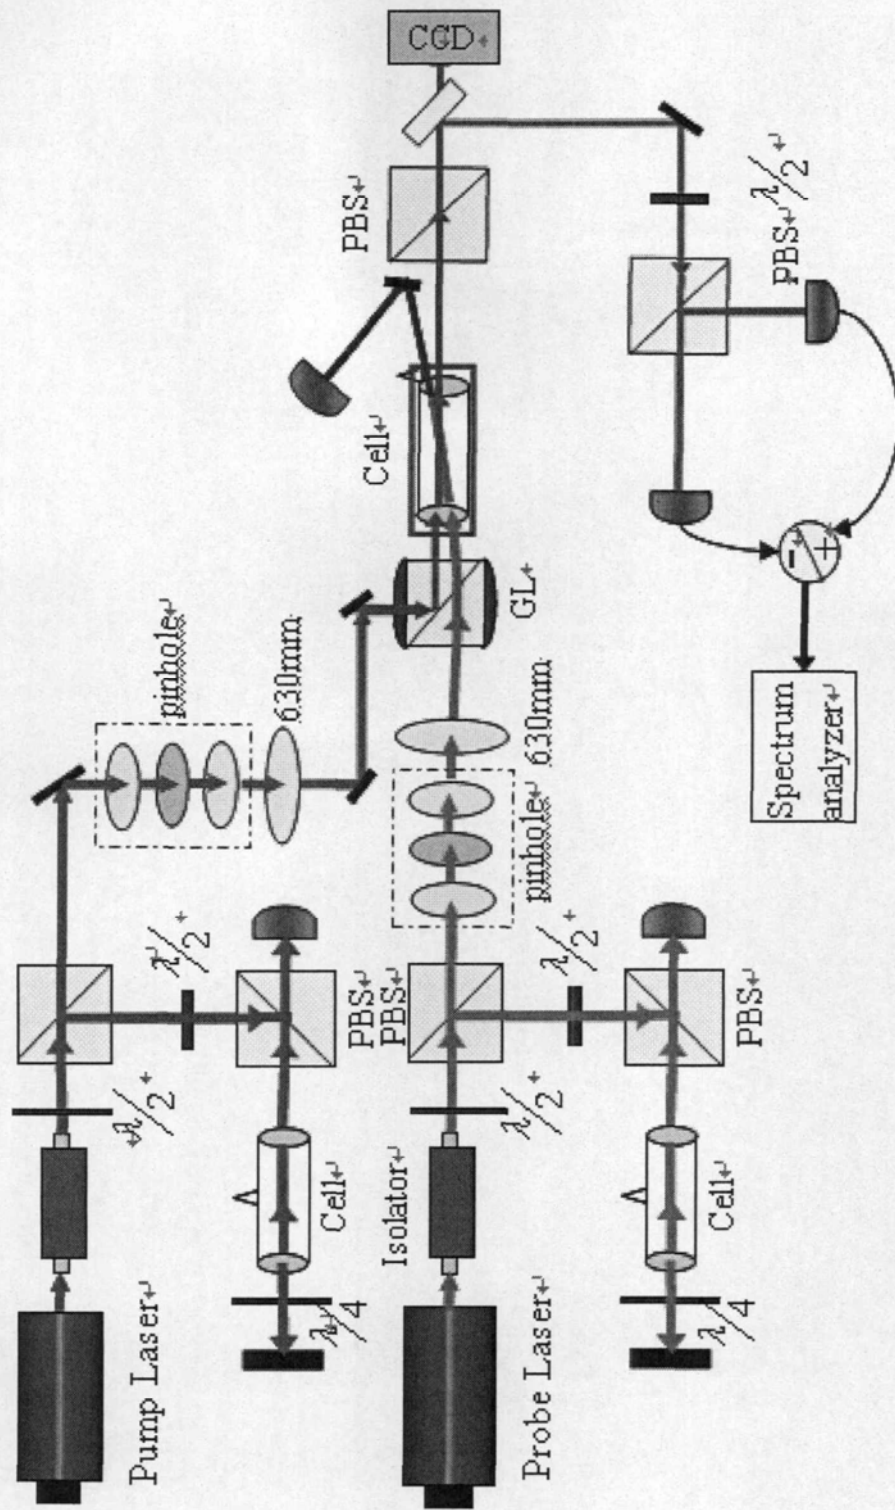 Pump Laser
λ/2
λ/2
PBS
λ/4
Cell
pinhole
630mm
Probe Laser
Isolator
λ/2
PBS
λ/2
PBS
λ/4
Cell
pinhole
630mm
GL
Cell
PBS
CCD
λ/2
PBS
-
+
Spectrum
analyzer